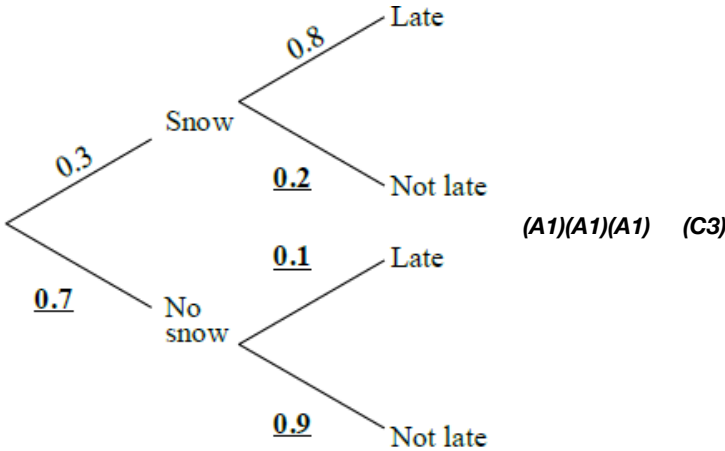 Late
0.8
Snow
0.3
0.2
Not late
(A1)(A1)(A1) (C3)
0.1
Late
0.7
No
snow
0.9
Not late